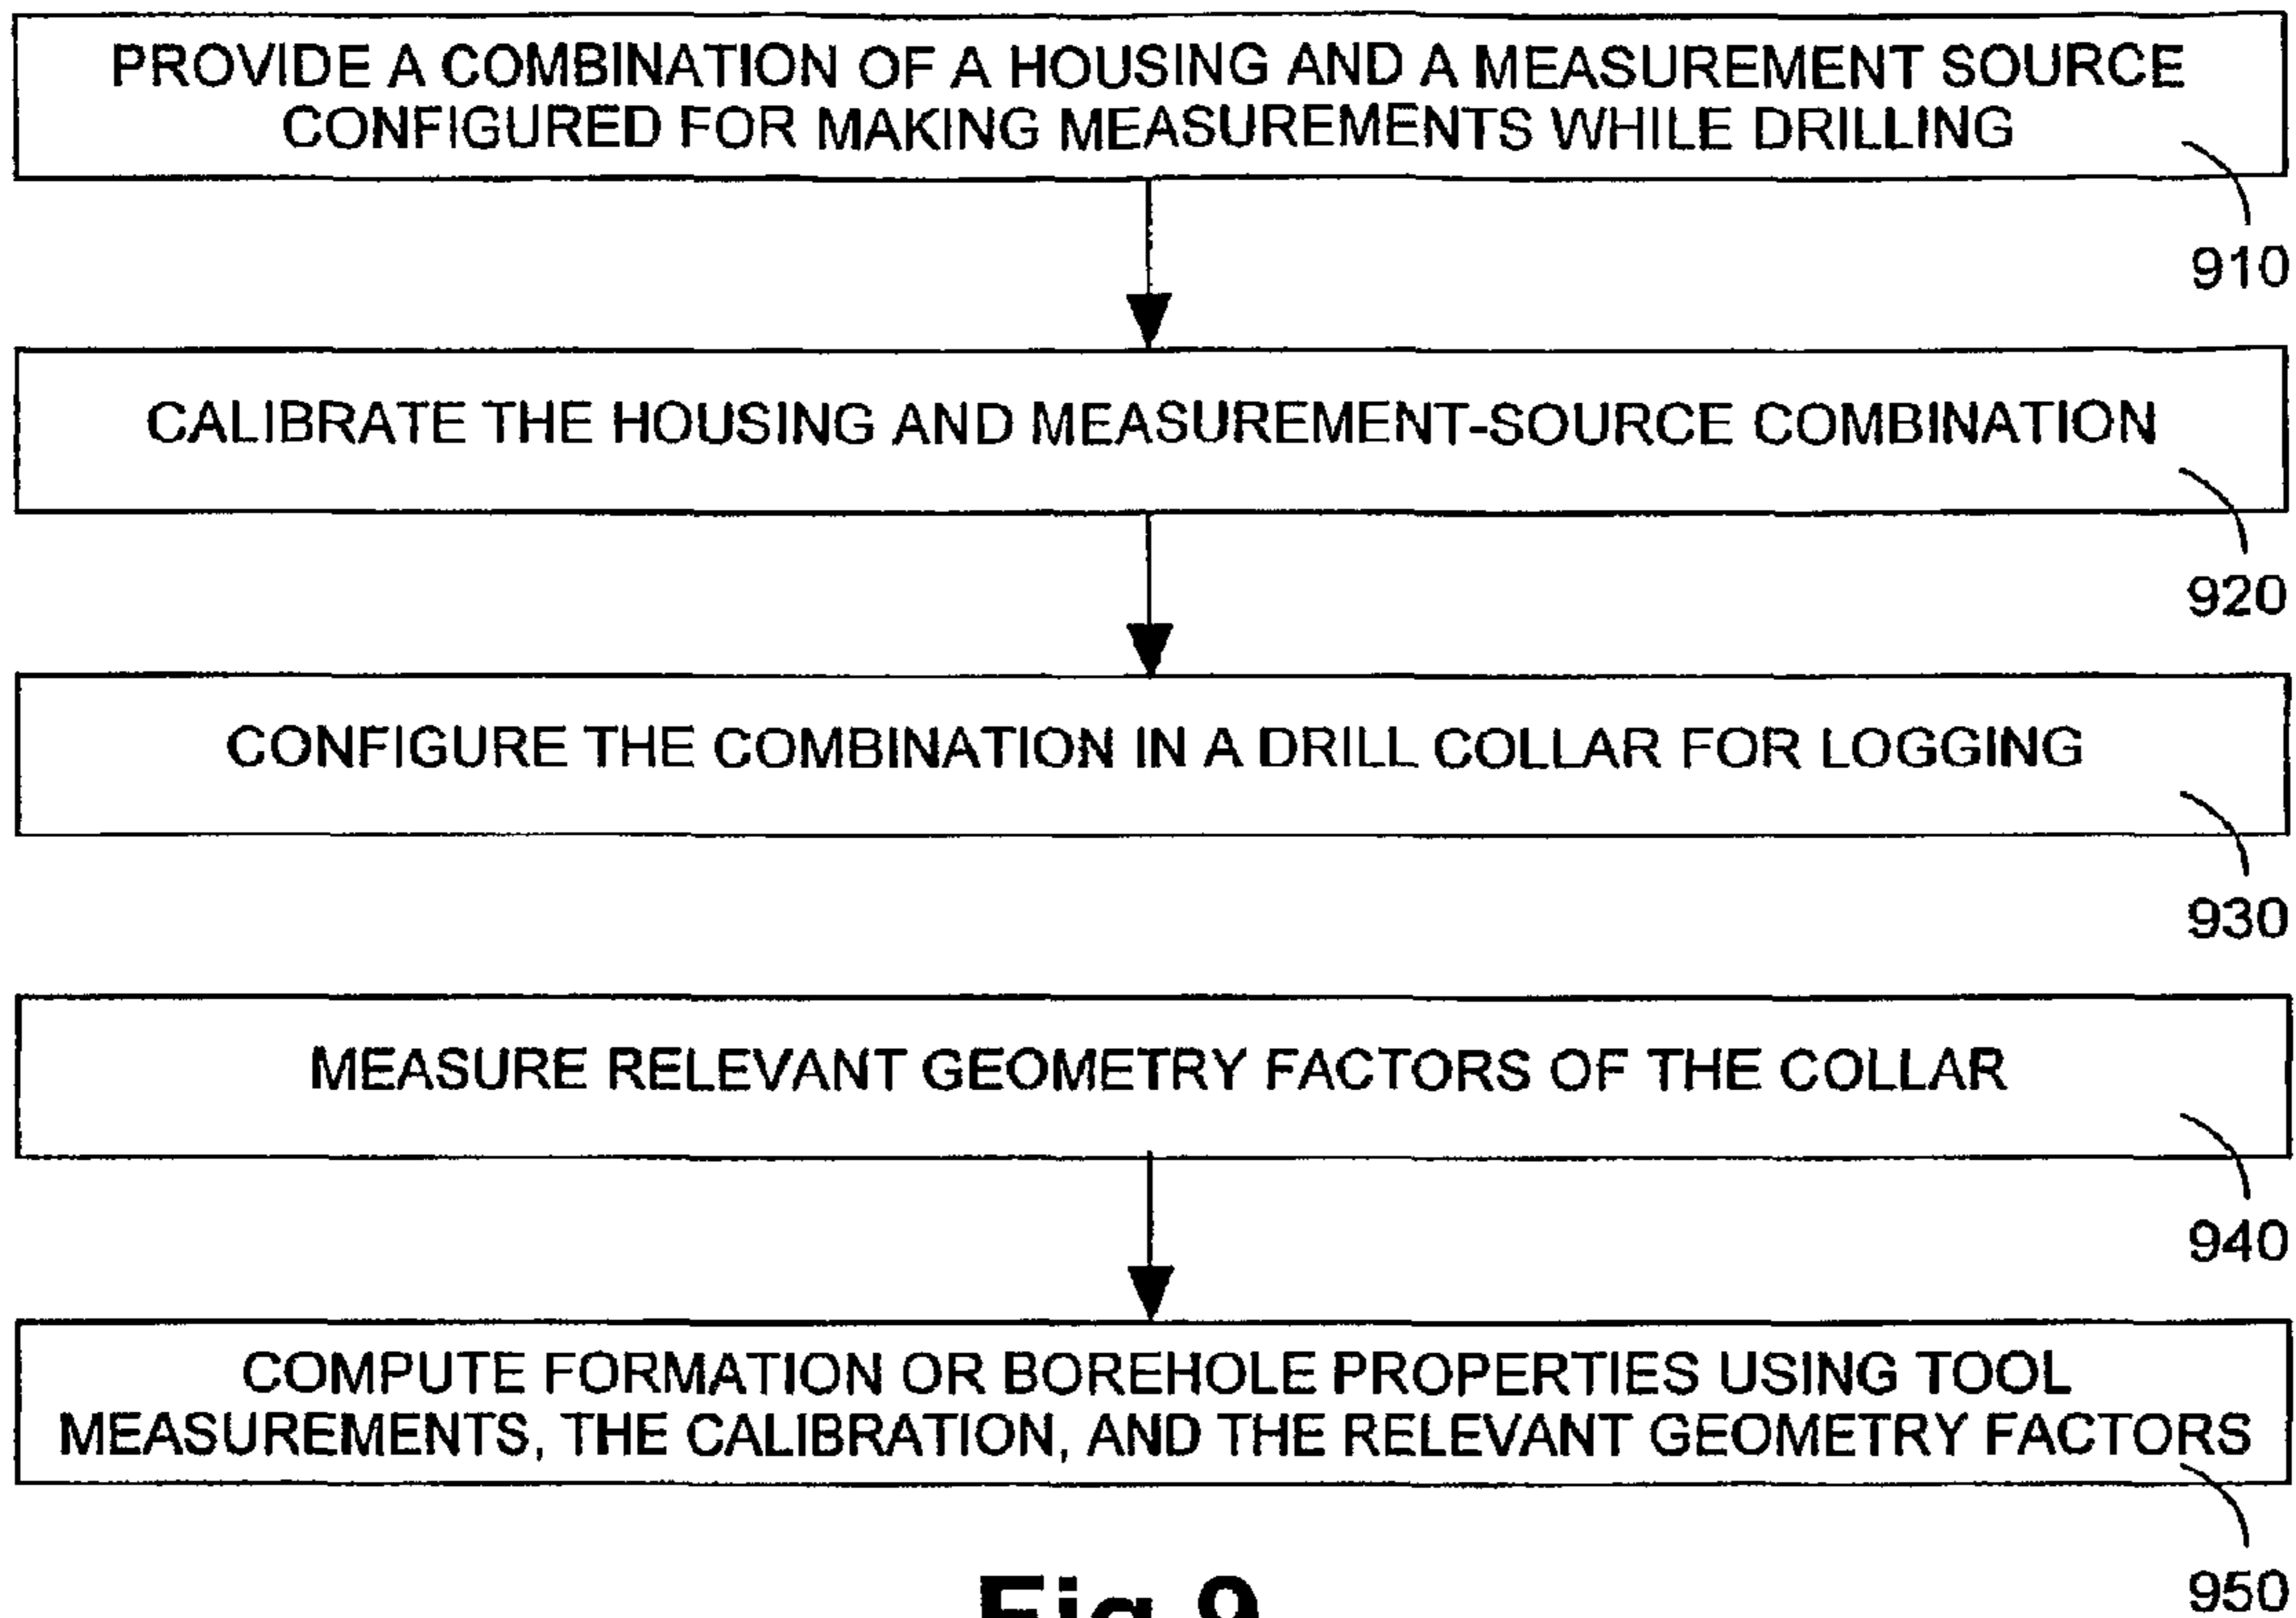 PROVIDE A COMBINATION OF A HOUSING AND A MEASUREMENT SOURCE
CONFIGURED FOR MAKING MEASUREMENTS WHILE DRILLING
910
CALIBRATE THE HOUSING AND MEASUREMENT-SOURCE COMBINATION
920
CONFIGURE THE COMBINATION IN A DRILL COLLAR FOR LOGGING
930
MEASURE RELEVANT GEOMETRY FACTORS OF THE COLLAR
940
COMPUTE FORMATION OR BOREHOLE PROPERTIES USING TOOL
MEASUREMENTS, THE CALIBRATION, AND THE RELEVANT GEOMETRY FACTORS
950
Fig 9